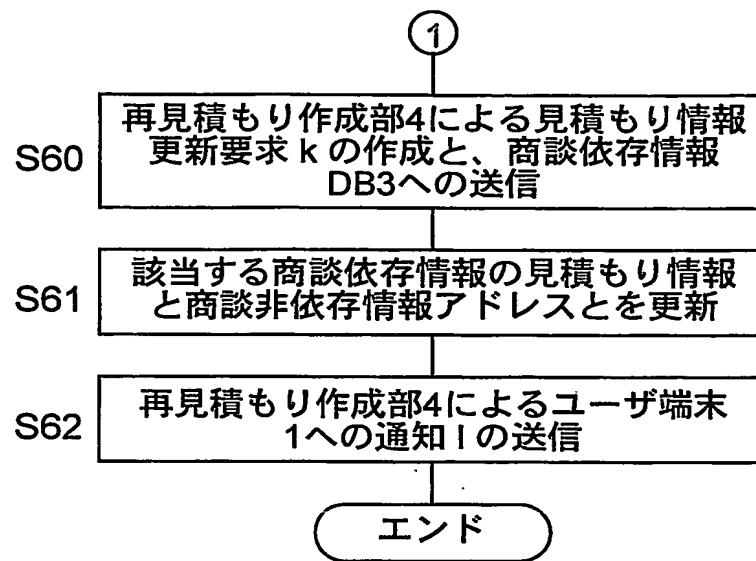 1
S60
再見積もり作成部4による見積もり情報
更新要求 k の作成と、商談依存情報
DB3への送信
S61
該当する商談依存情報の見積もり情報
と商談非依存情報アドレスとを更新
S62
再見積もり作成部4によるユーザ端末
1への通知 l の送信
エンド